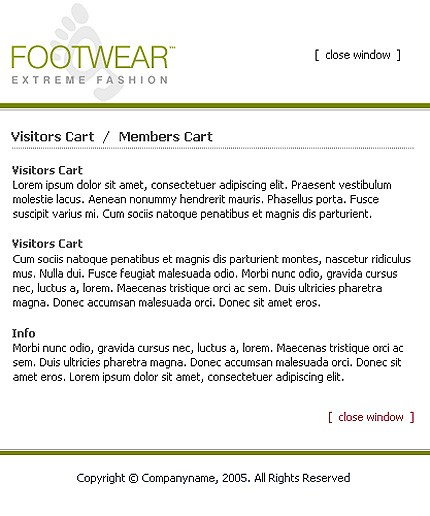 FOOTWEAR™
EXTREME FASHION
[ close window ]
Visitors Cart / Members Cart
Visitors Cart
Lorem ipsum dolor sit amet, consectetuer adipiscing elit. Praesent vestibulum
molestie lacus. Aenean nonummy hendrerit mauris. Phasellus porta. Fusce
suscipit varius mi. Cum sociis natoque penatibus et magnis dis parturient.
Visitors Cart
Cum sociis natoque penatibus et magnis dis parturient montes, nascetur ridiculus
mus. Nulla dui. Fusce feugiat malesuada odio. Morbi nunc odio, gravida cursus
nec, luctus a, lorem. Maecenas tristique orci ac sem. Duis ultricies pharetra
magna. Donec accumsan malesuada orci. Donec sit amet eros.
Info
Morbi nunc odio, gravida cursus nec, luctus a, lorem. Maecenas tristique orci ac
sem. Duis ultricies pharetra magna. Donec accumsan malesuada orci. Donec sit
amet eros. Lorem ipsum dolor sit amet, consectetuer adipiscing elit.
[ close window ]
Copyright © Companyname, 2005. All Rights Reserved